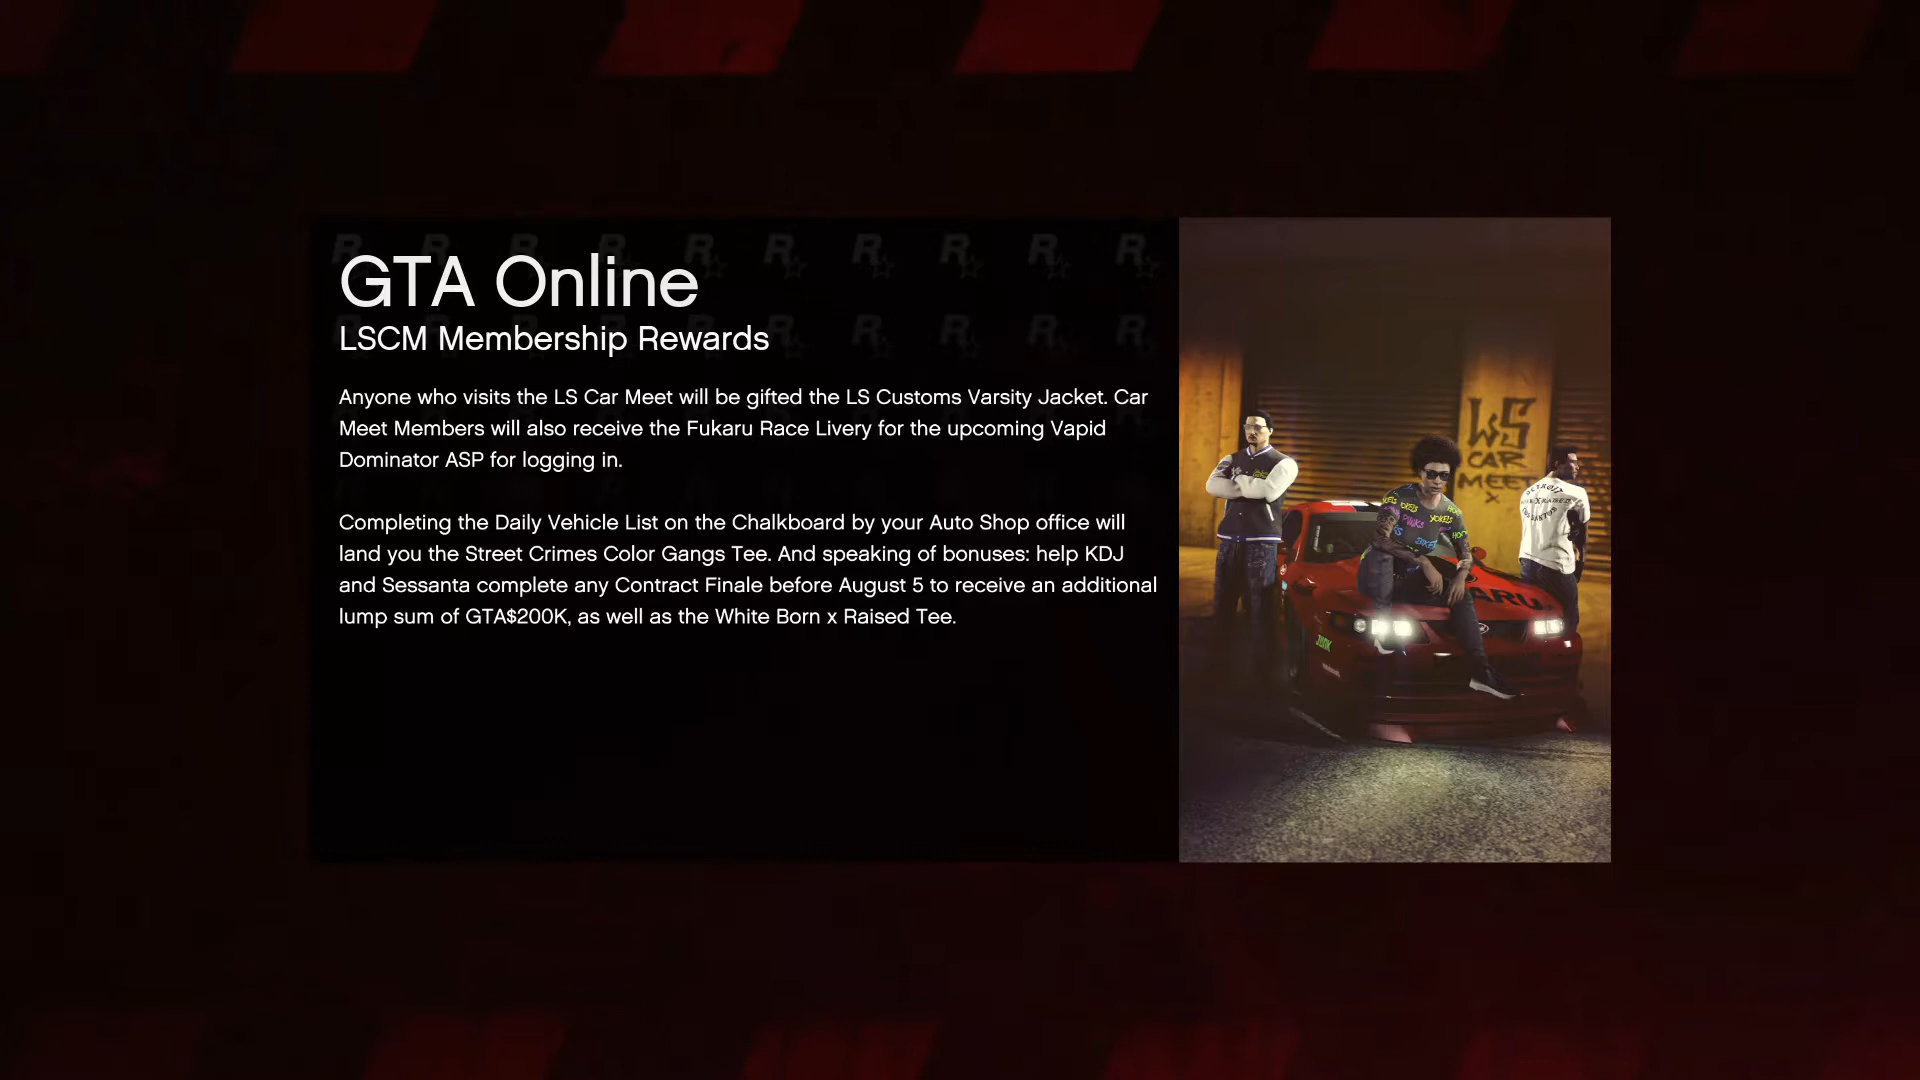 GTA Online
LSCM Membership Rewards
Anyone who visits the LS Car Meet will be gifted the LS Customs Varsity Jacket. Car
Meet Members will also receive the Fukaru Race Livery for the upcoming Vapid
Dominator ASP for logging in.
Completing the Daily Vehicle List on the Chalkboard by your Auto Shop office will
land you the Street Crimes Color Gangs Tee. And speaking of bonuses: help KDJ
and Sessanta complete any Contract Finale before August 5 to receive an additional
lump sum of GTA$200K, as well as the White Born x Raised Tee.
LS
CAR
MEET
X
YOKELS
JUNK